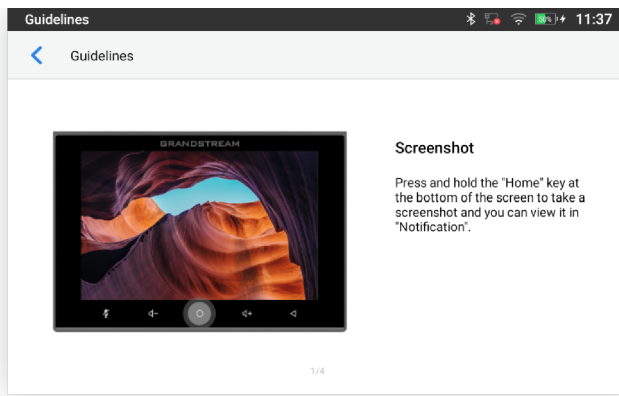 Guidelines
50%
11:37
Guidelines
GRANDSTREAM
Screenshot
Press and hold the "Home" key at
the bottom of the screen to take a
screenshot and you can view it in
"Notification".
1/4